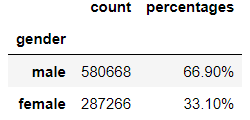 count percentages
gender
male 580668 66.90%
female 287266 33.10%